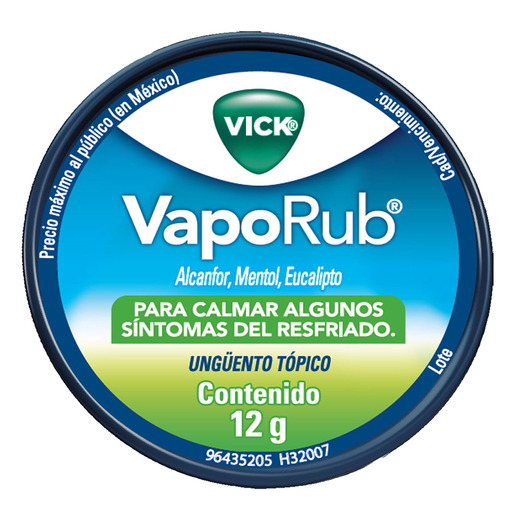 Precio máximo al público (en México)
Cad/Vencimiento:
Lote
VICK®
VapoRub®
Alcanfor, Mentol, Eucalipto
PARA CALMAR ALGUNOS
SÍNTOMAS DEL RESFRIADO.
UNGÜENTO TÓPICO
Contenido
12 g
96435205 H32007